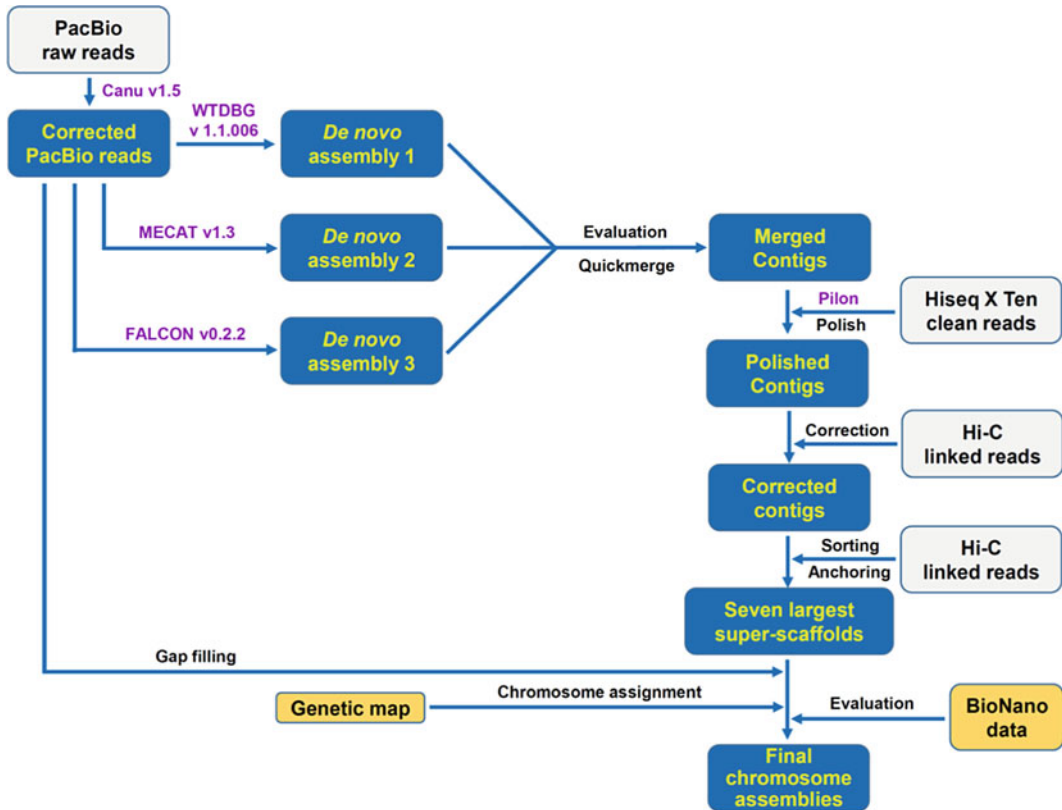 PacBio
raw reads
Canu v1.5
WTDBG
v 1.1.006
Corrected
PacBio reads
De novo
assembly 1
MECAT v1.3
De novo
assembly 2
Evaluation
Quickmerge
Merged
Contigs
FALCON v0.2.2
De novo
assembly 3
Pilon
Polish
Hiseq X Ten
clean reads
Polished
Contigs
Correction
Hi-C
linked reads
Corrected
contigs
Sorting
Anchoring
Hi-C
linked reads
Seven largest
super-scaffolds
Gap filling
Genetic map
Chromosome assignment
Evaluation
BioNano
data
Final
chromosome
assemblies